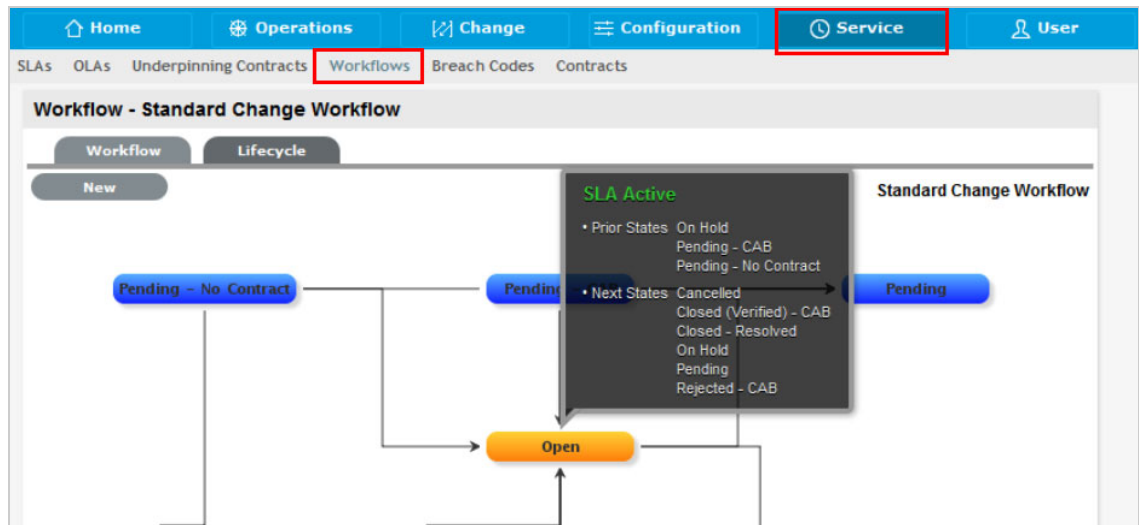 Home Operations Change Configuration Service User
SLAs OLAs Underpinning Contracts Workflows Breach Codes Contracts
Workflow - Standard Change Workflow
Workflow Lifecycle
New
Standard Change Workflow
SLA Active
• Prior States On Hold
Pending - CAB
Pending - No Contract
• Next States Cancelled
Closed (Verified) - CAB
Closed - Resolved
On Hold
Pending
Rejected - CAB
Pending - No Contract
Pending
Pending
Open